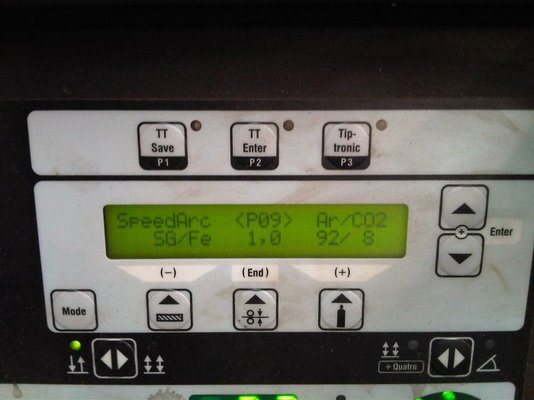 TT Save P1
TT Enter P2
Tip-tronic P3
SpeedArc <P09> Ar/CO2
SG/Fe 1,0 92/ 8
+ Enter
(−) (End) (+)
Mode
+ Quatro